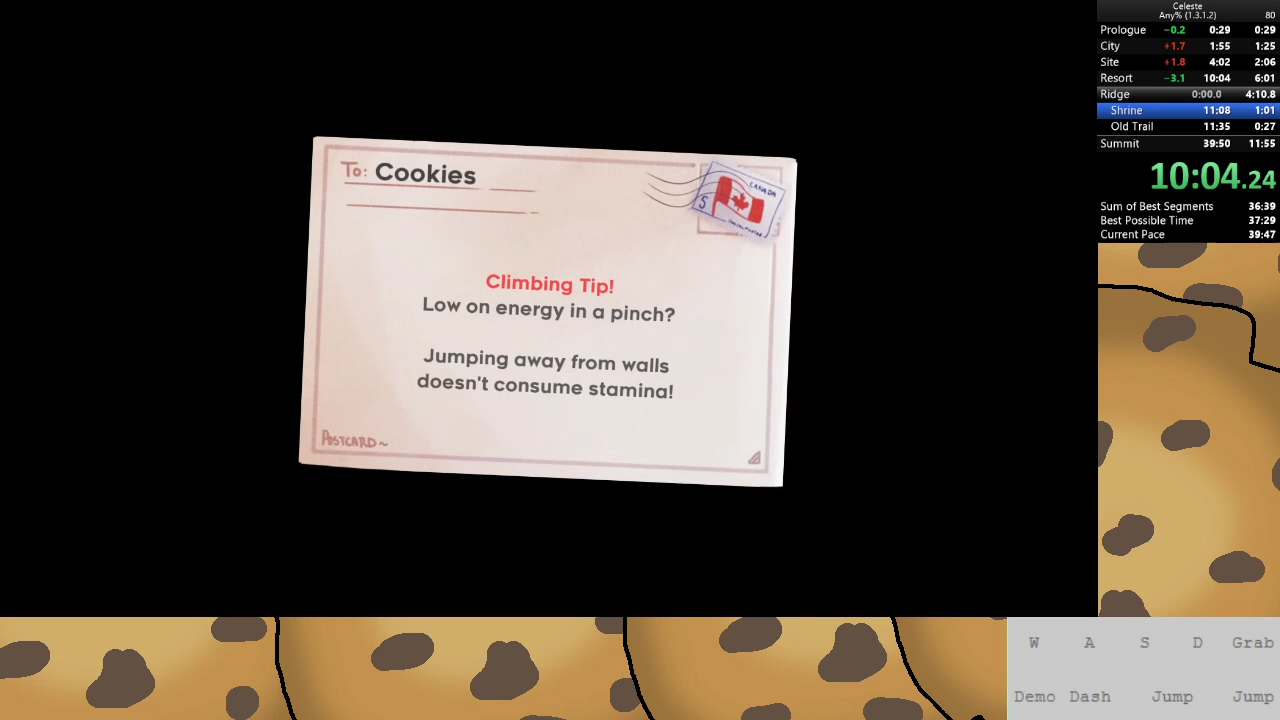 To: Cookies
CANADA
5
Climbing Tip!
Low on energy in a pinch?
Jumping away from walls
doesn't consume stamina!
POSTCARD~
Celeste
Any% (1.3.1.2) 80
Prologue −0.2 0:29 0:29
City +1.7 1:55 1:25
Site +1.8 4:02 2:06
Resort −3.1 10:04 6:01
Ridge 0:00.0 4:10.8
Shrine 11:08 1:01
Old Trail 11:35 0:27
Summit 39:50 11:55
10:04.24
Sum of Best Segments 36:39
Best Possible Time 37:29
Current Pace 39:47
W A S D Grab
Demo Dash Jump Jump